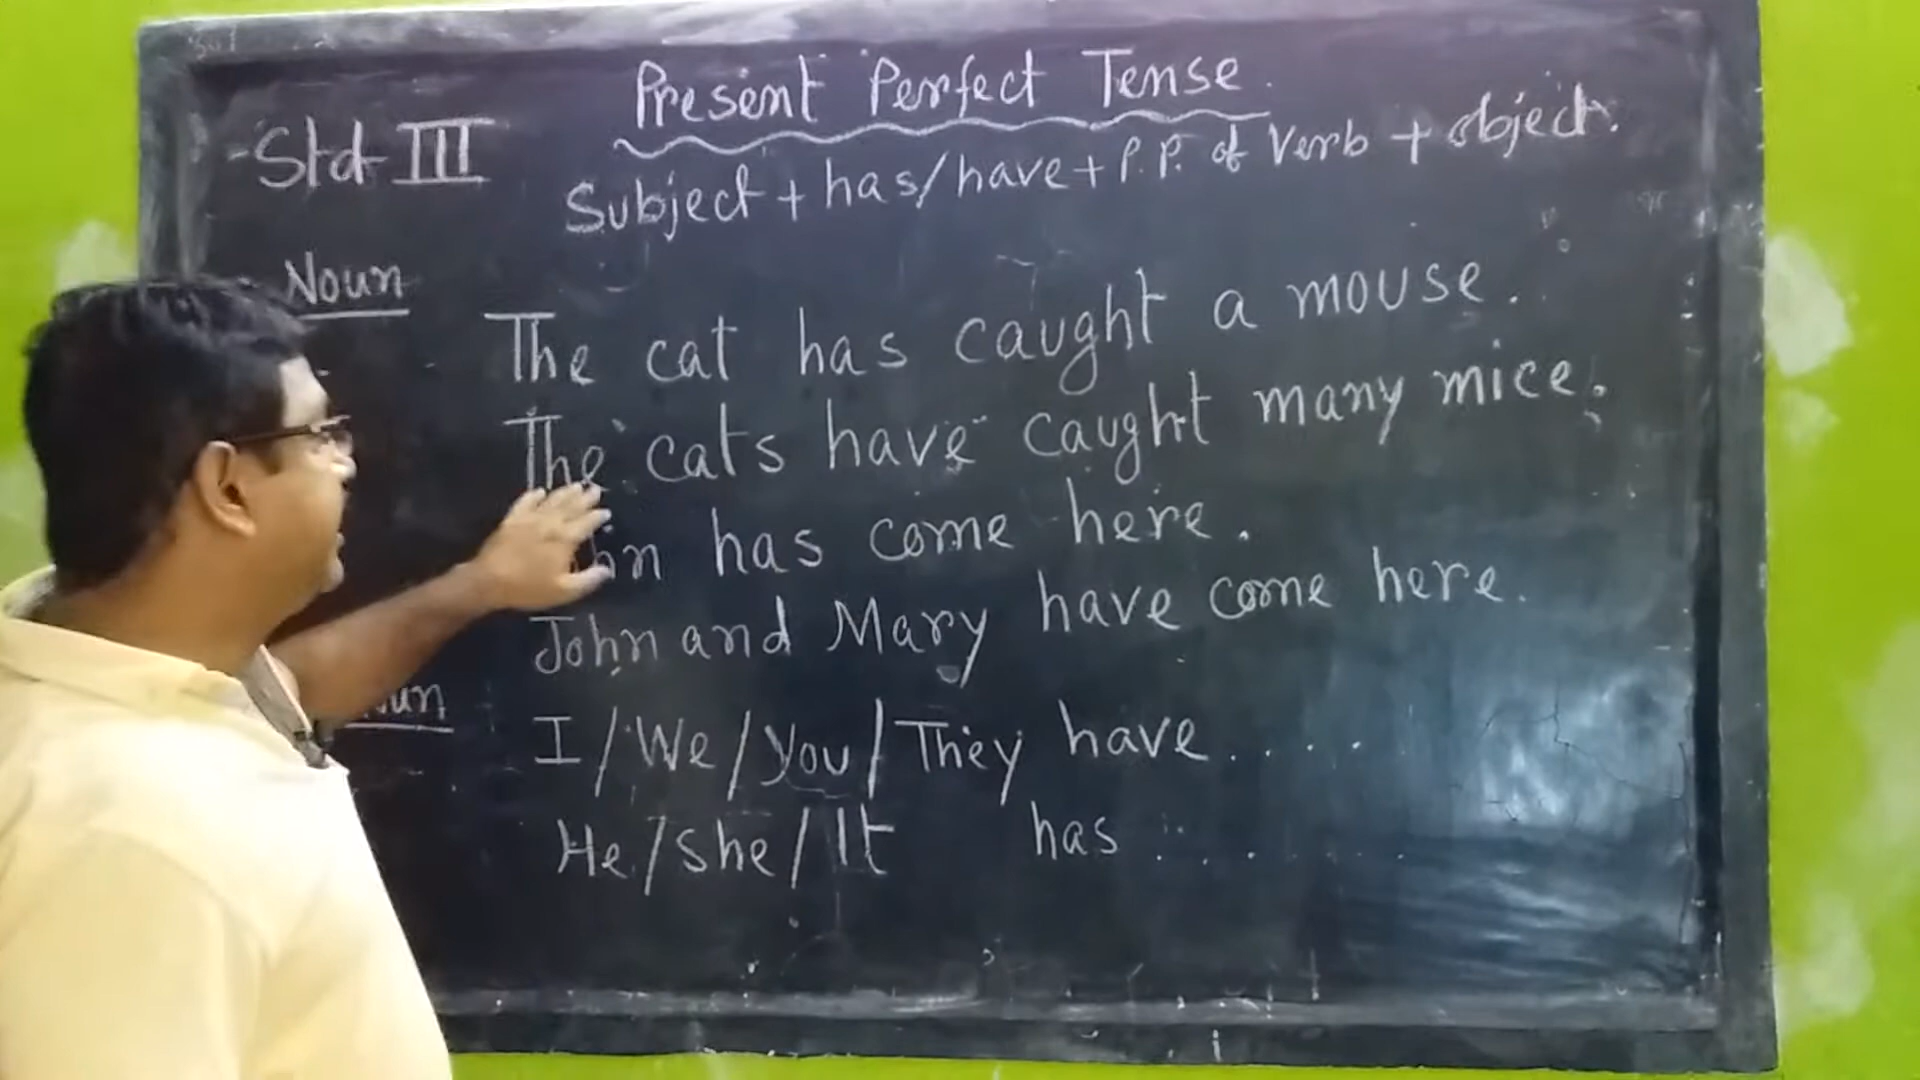 Present Perfect Tense.
Std III
Subject + has/have + P.P. of Verb + object.
Noun
The cat has caught a mouse.
The cats have caught many mice.
has come here.
John and Mary have come here.
I/We/You/They have.....
He/She/It has.......